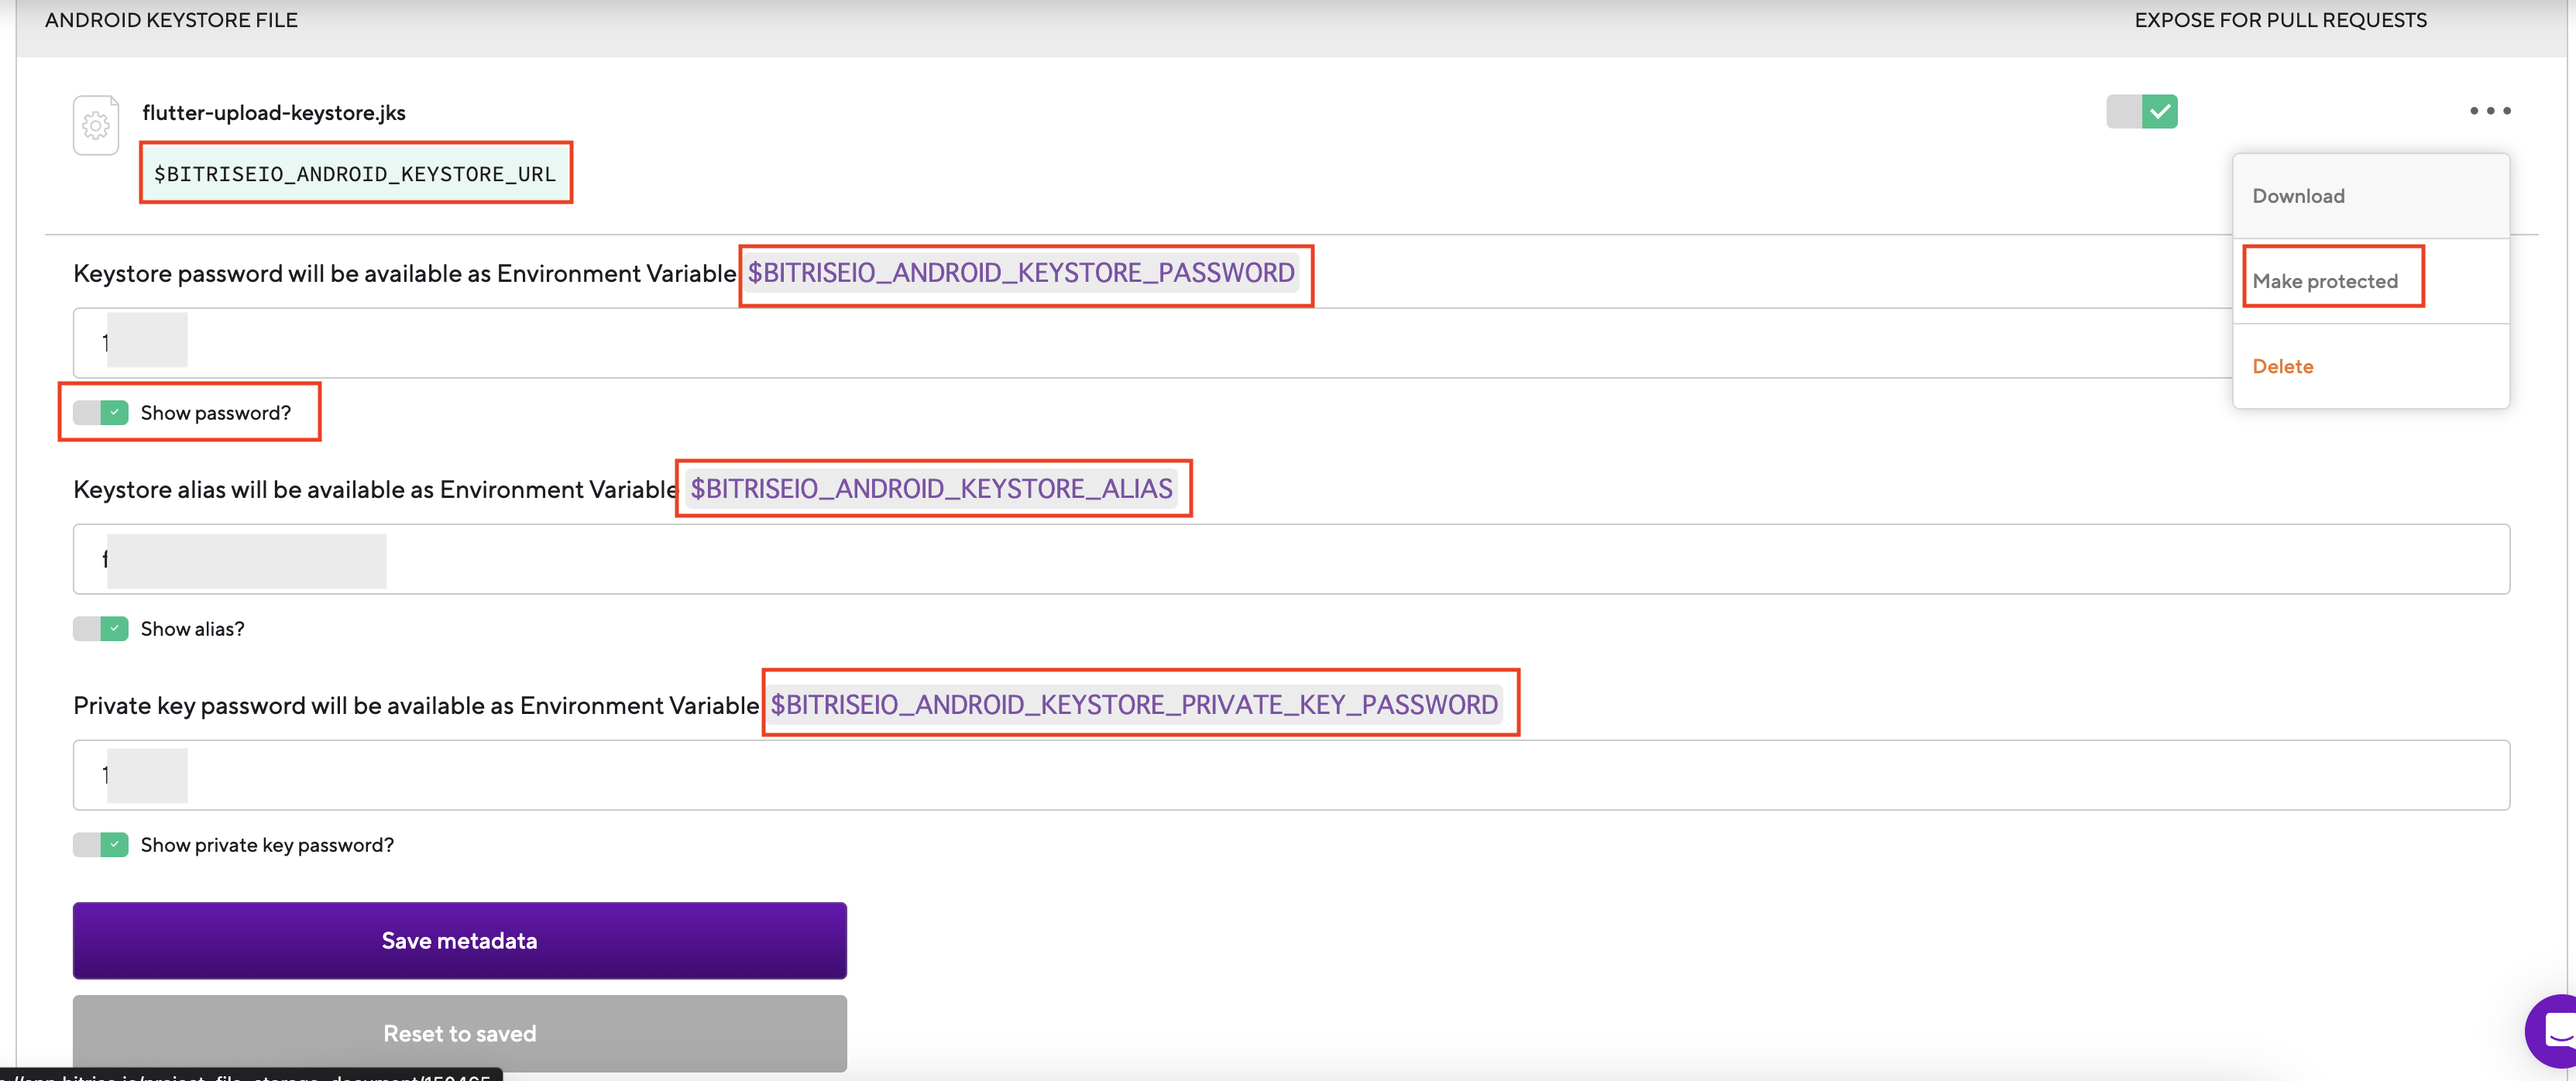 ANDROID KEYSTORE FILE
EXPOSE FOR PULL REQUESTS
flutter-upload-keystore.jks
$BITRISEIO_ANDROID_KEYSTORE_URL
Download
Keystore password will be available as Environment Variable $BITRISEIO_ANDROID_KEYSTORE_PASSWORD
Make protected
1
Delete
Show password?
Keystore alias will be available as Environment Variable $BITRISEIO_ANDROID_KEYSTORE_ALIAS
f
Show alias?
Private key password will be available as Environment Variable $BITRISEIO_ANDROID_KEYSTORE_PRIVATE_KEY_PASSWORD
1
Show private key password?
Save metadata
Reset to saved